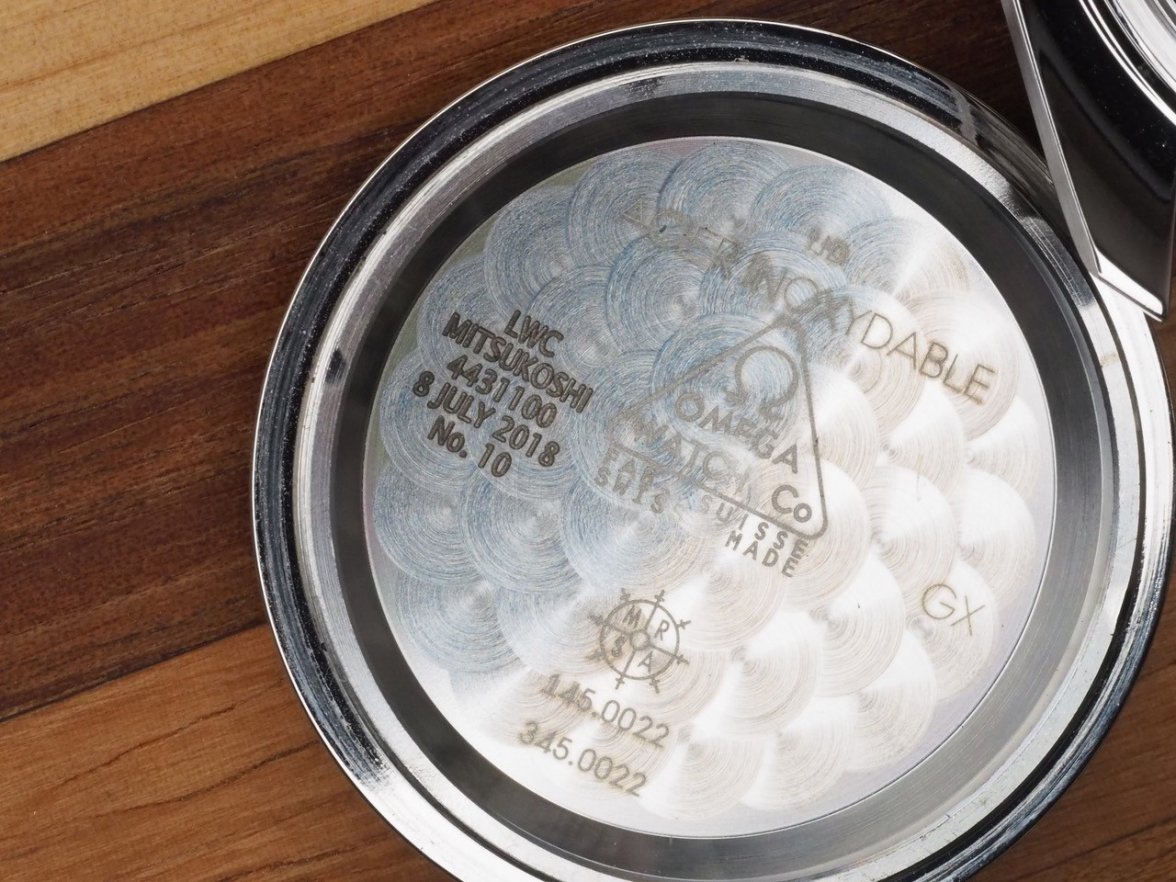 LWC
MITSUKOSHI
4431100
8 JULY 2018
No. 10
ACIER INOXYDABLE
Ω
OMEGA
WATCH Co
FAB. SUISSE
SWISS MADE
GX
M R
S A
145.0022
345.0022